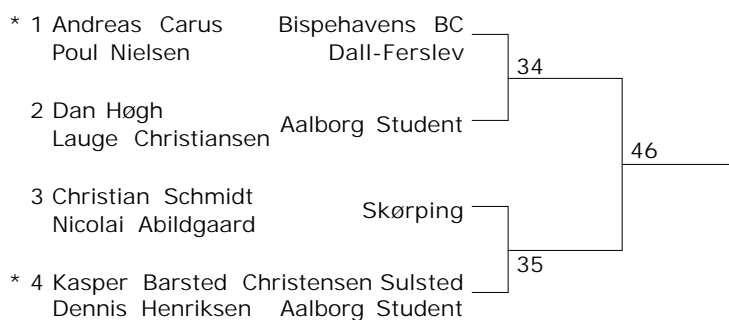 * 1 Andreas Carus Bispehavens BC
Poul Nielsen Dall-Ferslev
34
2 Dan Høgh
Lauge Christiansen Aalborg Student
46
3 Christian Schmidt
Nicolai Abildgaard Skørping
35
* 4 Kasper Barsted Christensen Sulsted
Dennis Henriksen Aalborg Student